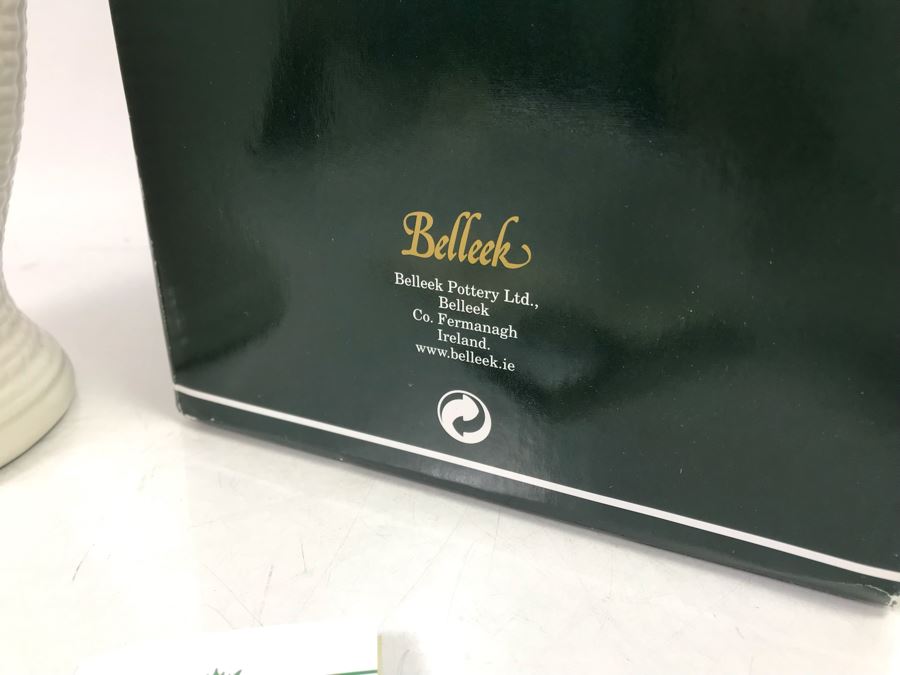 Belleek
Belleek Pottery Ltd.,
Belleek
Co. Fermanagh
Ireland.
www.belleek.ie